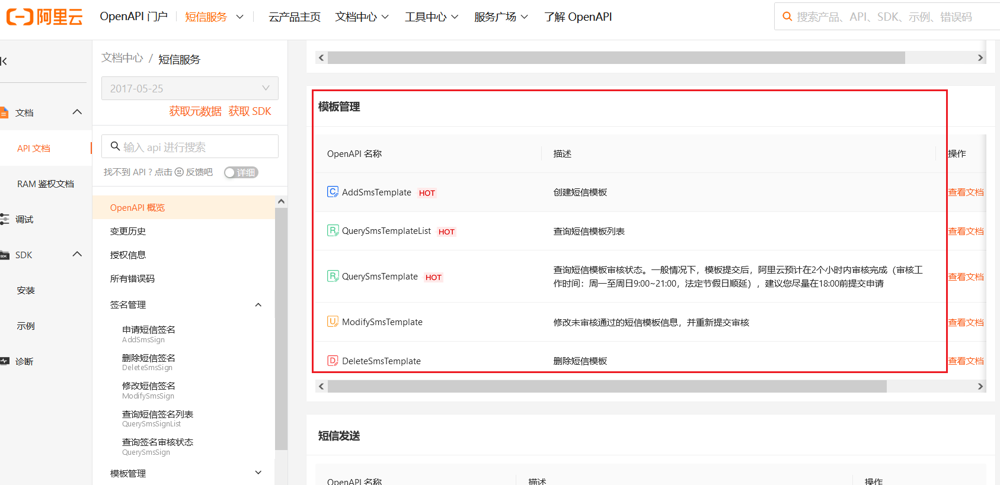 阿里云
OpenAPI 门户
短信服务
云产品主页
文档中心
工具中心
服务广场
了解 OpenAPI
搜索产品、API、SDK、示例、错误码
文档
API 文档
RAM 鉴权文档
调试
SDK
安装
示例
诊断
文档中心 / 短信服务
2017-05-25
获取元数据 获取 SDK
输入 api 进行搜索
找不到 API ? 点击 反馈吧
详细
OpenAPI 概览
变更历史
授权信息
所有错误码
签名管理
申请短信签名
AddSmsSign
删除短信签名
DeleteSmsSign
修改短信签名
ModifySmsSign
查询短信签名列表
QuerySmsSignList
查询签名审核状态
QuerySmsSign
模板管理
模板管理
OpenAPI 名称 描述 操作
C AddSmsTemplate HOT 创建短信模板 查看文档
R QuerySmsTemplateList HOT 查询短信模板列表 查看文档
R QuerySmsTemplate HOT 查询短信模板审核状态。一般情况下，模板提交后，阿里云预计在2个小时内审核完成（审核工
作时间：周一至周日9:00~21:00，法定节假日顺延），建议您尽量在18:00前提交申请 查看文档
U ModifySmsTemplate 修改未审核通过的短信模板信息，并重新提交审核 查看文档
D DeleteSmsTemplate 删除短信模板 查看文档
短信发送
OpenAPI 名称 描述 操作